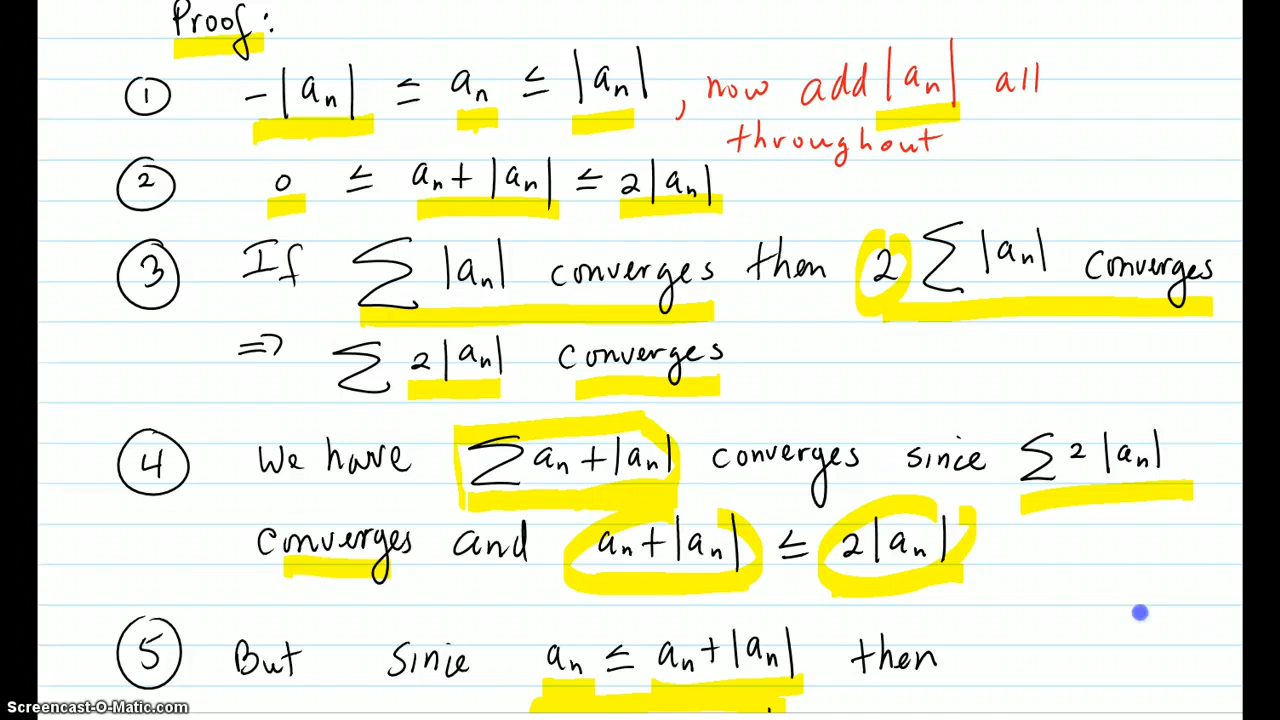 Proof:
① -|aₙ| ≤ aₙ ≤ |aₙ| , now add |aₙ| all
throughout
② 0 ≤ aₙ + |aₙ| ≤ 2|aₙ|
③ If ∑ |aₙ| converges then 2 ∑ |aₙ| converges
⇒ ∑ 2|aₙ| converges
④ We have ∑ aₙ + |aₙ| converges since ∑ 2 |aₙ|
converges and aₙ + |aₙ| ≤ 2|aₙ|
⑤ But sinie aₙ ≤ aₙ + |aₙ| then
Screencast-O-Matic.com